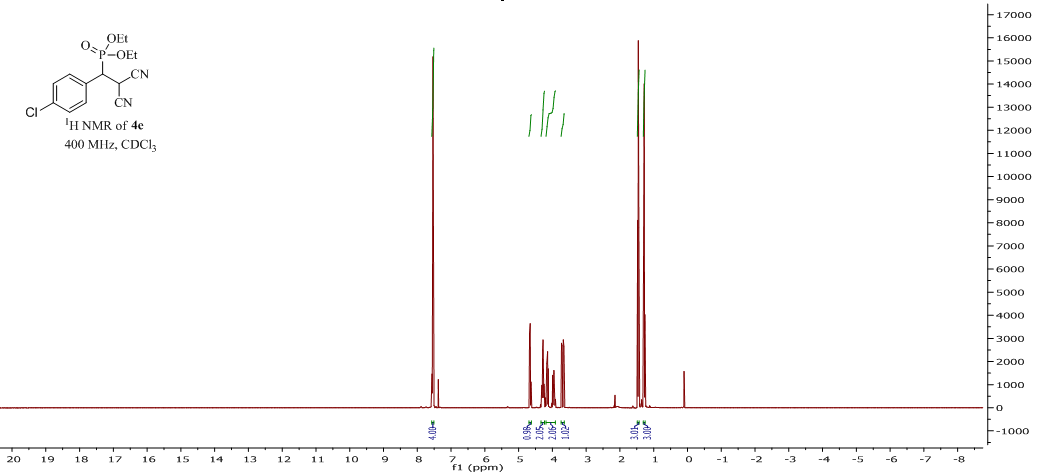 OEt
O
P
OEt
CN
CN
Cl
¹H NMR of 4e
400 MHz, CDCl₃
17000
16000
15000
14000
13000
12000
11000
10000
9000
8000
7000
6000
5000
4000
3000
2000
1000
0
-1000
4.00
0.98
2.05
2.06
1.02
3.01
3.00
20 19 18 17 16 15 14 13 12 11 10 9 8 7 6 5 4 3 2 1 0 -1 -2 -3 -4 -5 -6 -7 -8
f1 (ppm)